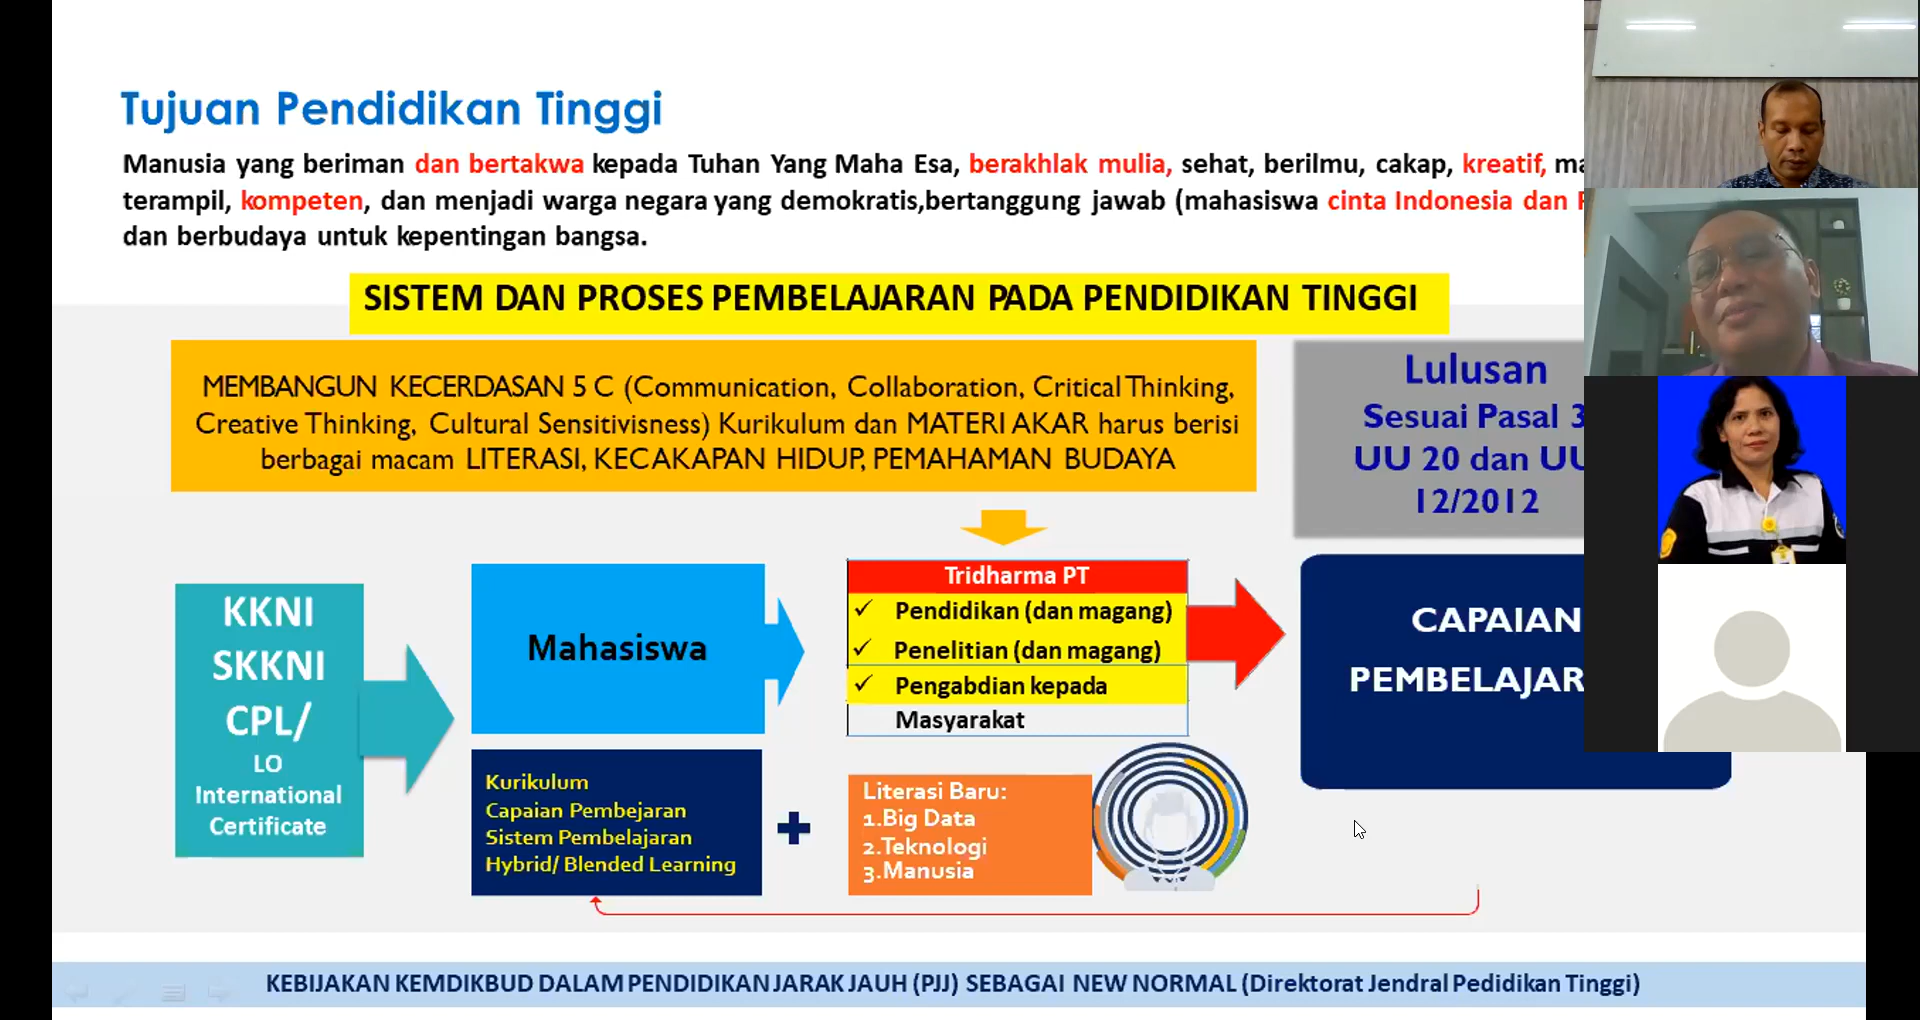 Tujuan Pendidikan Tinggi
Manusia yang beriman dan bertakwa kepada Tuhan Yang Maha Esa, berakhlak mulia, sehat, berilmu, cakap, kreatif,
terampil, kompeten, dan menjadi warga negara yang demokratis,bertanggung jawab (mahasiswa cinta Indonesia dan
dan berbudaya untuk kepentingan bangsa.
SISTEM DAN PROSES PEMBELAJARAN PADA PENDIDIKAN TINGGI
MEMBANGUN KECERDASAN 5 C (Communication, Collaboration, Critical Thinking,
Creative Thinking, Cultural Sensitivisness) Kurikulum dan MATERI AKAR harus berisi
berbagai macam LITERASI, KECAKAPAN HIDUP, PEMAHAMAN BUDAYA
Lulusan
Sesuai Pasal 3
UU 20 dan UU
12/2012
KKNI
SKKNI
CPL/
LO
International
Certificate
Mahasiswa
Tridharma PT
✓ Pendidikan (dan magang)
✓ Penelitian (dan magang)
✓ Pengabdian kepada
Masyarakat
CAPAIAN
Kurikulum
Capaian Pembejaran
Sistem Pembelajaran
Hybrid/ Blended Learning
+
Literasi Baru:
1.Big Data
2.Teknologi
3.Manusia
KEBIJAKAN KEMDIKBUD DALAM PENDIDIKAN JARAK JAUH (PJJ) SEBAGAI NEW NORMAL (Direktorat Jendral Pedidikan Tinggi)